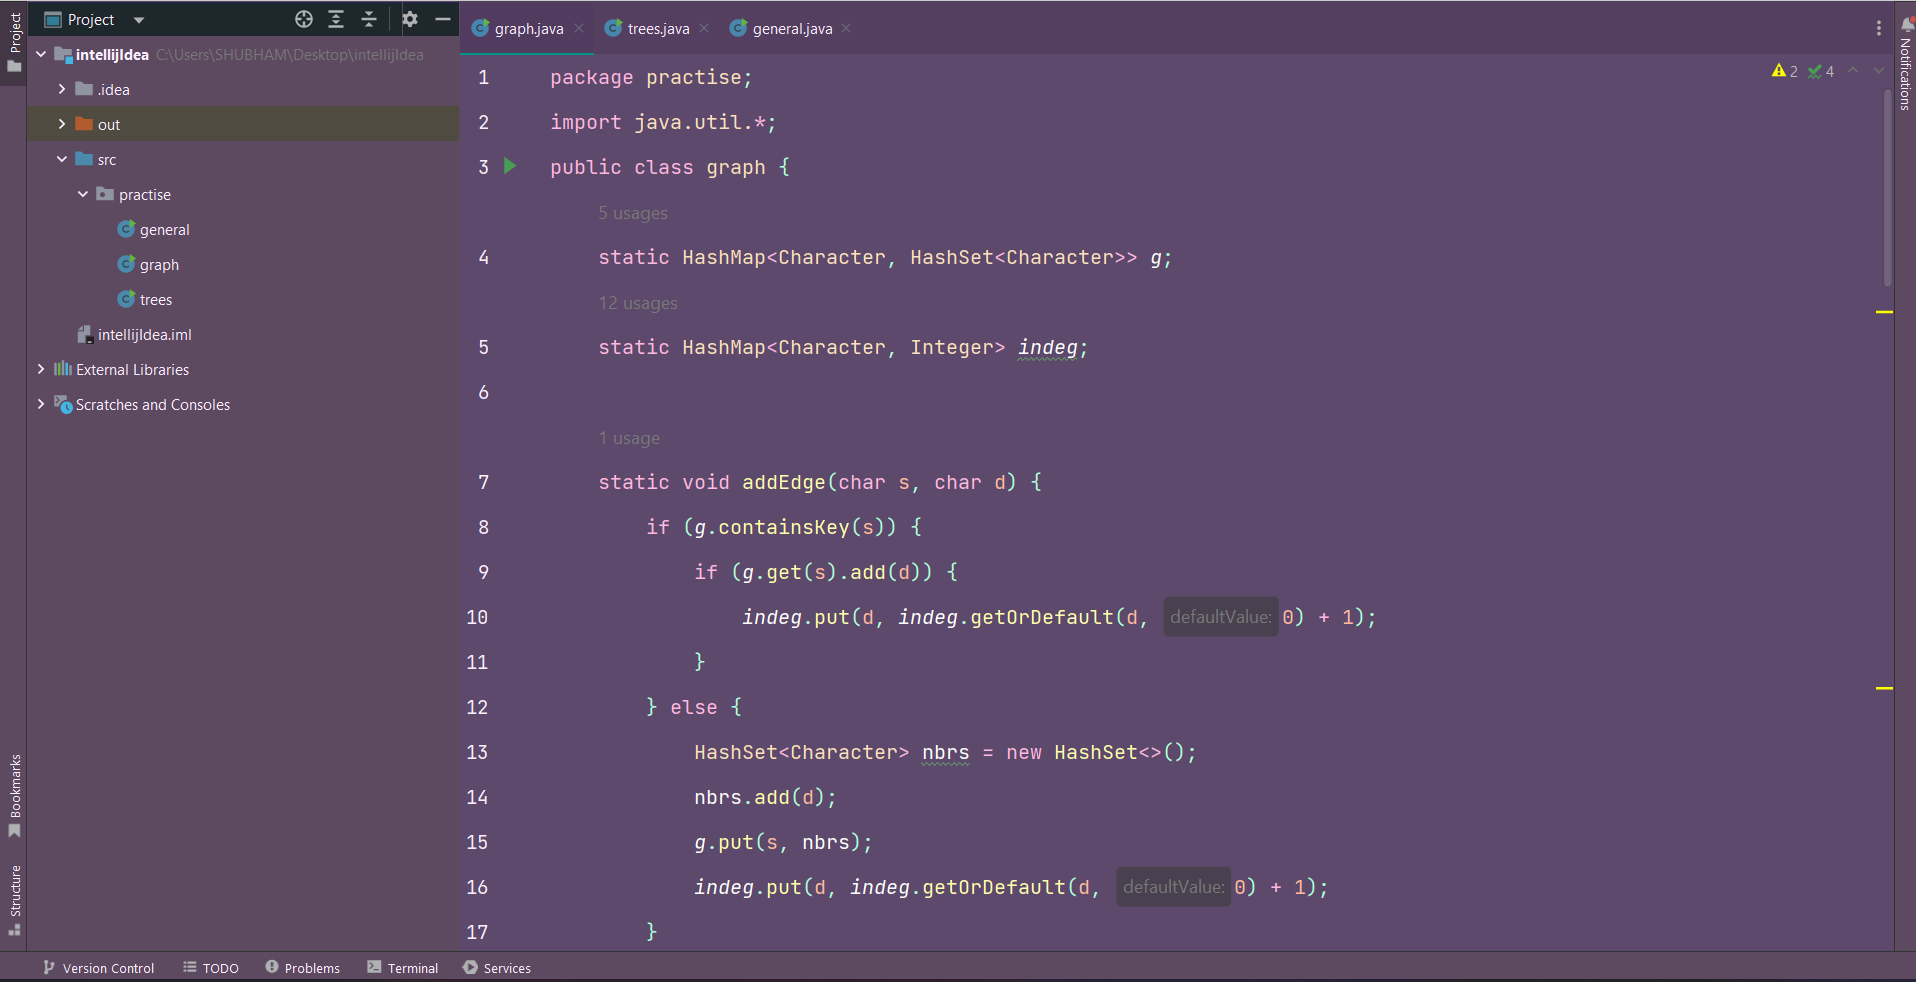 Project
Project
intellijIdea C:\Users\SHUBHAM\Desktop\intellijIdea
.idea
out
src
practise
general
graph
trees
intellijIdea.iml
External Libraries
Scratches and Consoles
Bookmarks
Structure
graph.java trees.java general.java
2 4
Notifications
1 package practise;
2 import java.util.*;
3 public class graph {
5 usages
4 static HashMap<Character, HashSet<Character>> g;
12 usages
5 static HashMap<Character, Integer> indeg;
6
1 usage
7 static void addEdge(char s, char d) {
8 if (g.containsKey(s)) {
9 if (g.get(s).add(d)) {
10 indeg.put(d, indeg.getOrDefault(d, defaultValue: 0) + 1);
11 }
12 } else {
13 HashSet<Character> nbrs = new HashSet<>();
14 nbrs.add(d);
15 g.put(s, nbrs);
16 indeg.put(d, indeg.getOrDefault(d, defaultValue: 0) + 1);
17 }
Version Control TODO Problems Terminal Services